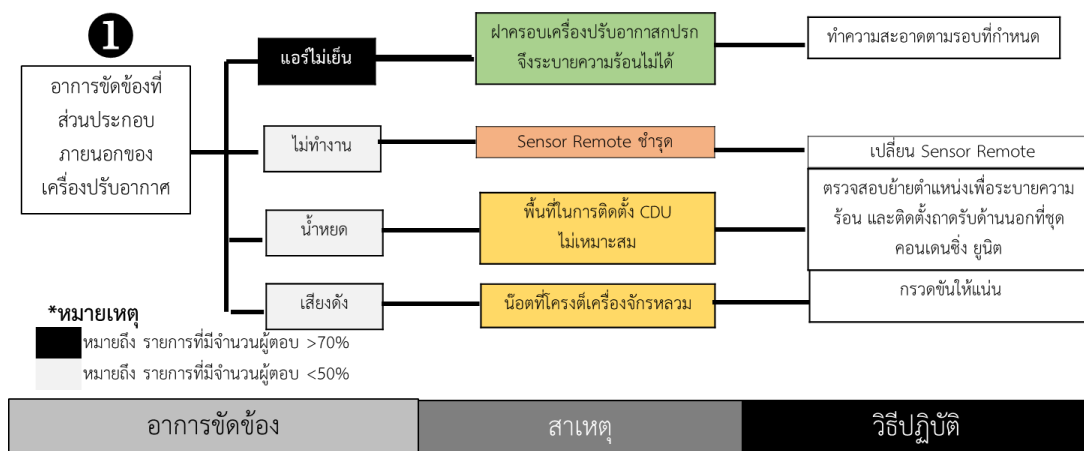 ❶
อาการขัดข้องที่
ส่วนประกอบ
ภายนอกของ
เครื่องปรับอากาศ
แอร์ไม่เย็น
ฝาครอบเครื่องปรับอากาสกปรก
จึงระบายความร้อนไม่ได้
ทำความสะอาดตามรอบที่กำหนด
ไม่ทำงาน
Sensor Remote ชำรุด
เปลี่ยน Sensor Remote
น้ำหยด
พื้นที่ในการติดตั้ง CDU
ไม่เหมาะสม
ตรวจสอบย้ายตำแหน่งเพื่อระบายความ
ร้อน และติดตั้งถาดรับด้านนอกที่ชุด
คอนเดนซิ่ง ยูนิต
เสียงดัง
น๊อตที่โครงต็เครื่องจักรหลวม
กรวดขันให้แน่น
*หมายเหตุ
หมายถึง รายการที่มีจำนวนผู้ตอบ >70%
หมายถึง รายการที่มีจำนวนผู้ตอบ <50%
อาการขัดข้อง
สาเหตุ
วิธีปฏิบัติ